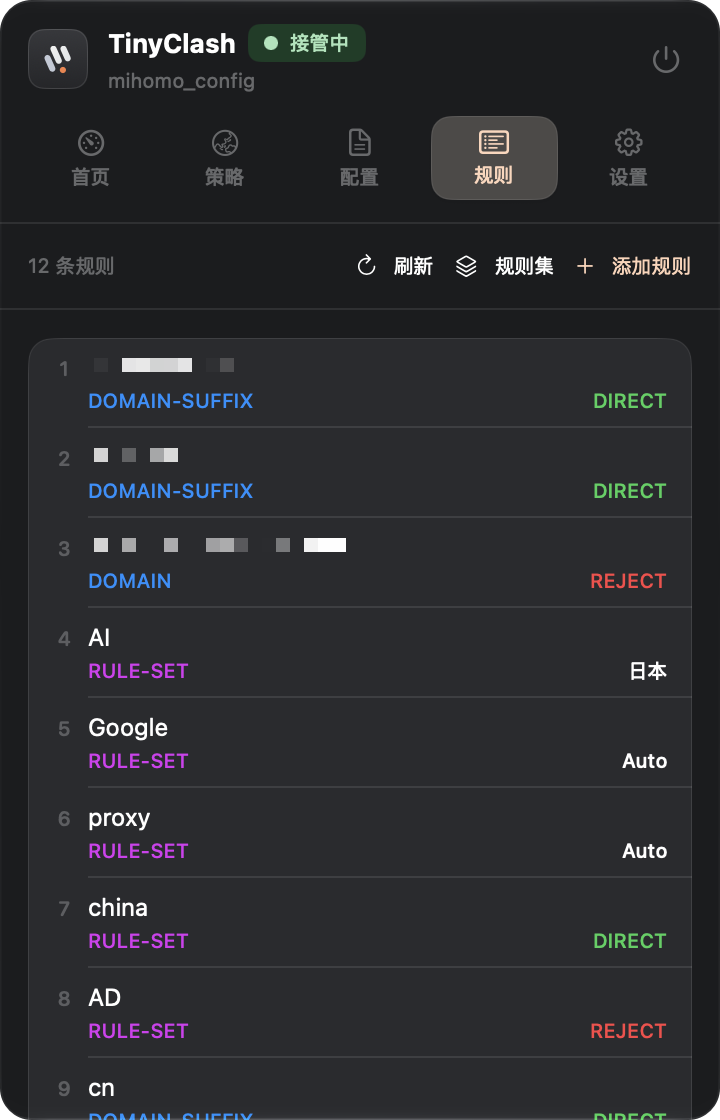 TinyClash 接管中
mihomo_config
首页 策略 配置 规则 设置
12 条规则 刷新 规则集 添加规则
1
DOMAIN-SUFFIX DIRECT
2
DOMAIN-SUFFIX DIRECT
3
DOMAIN REJECT
4 AI
RULE-SET 日本
5 Google
RULE-SET Auto
6 proxy
RULE-SET Auto
7 china
RULE-SET DIRECT
8 AD
RULE-SET REJECT
9 cn
DOMAIN-SUFFIX DIRECT